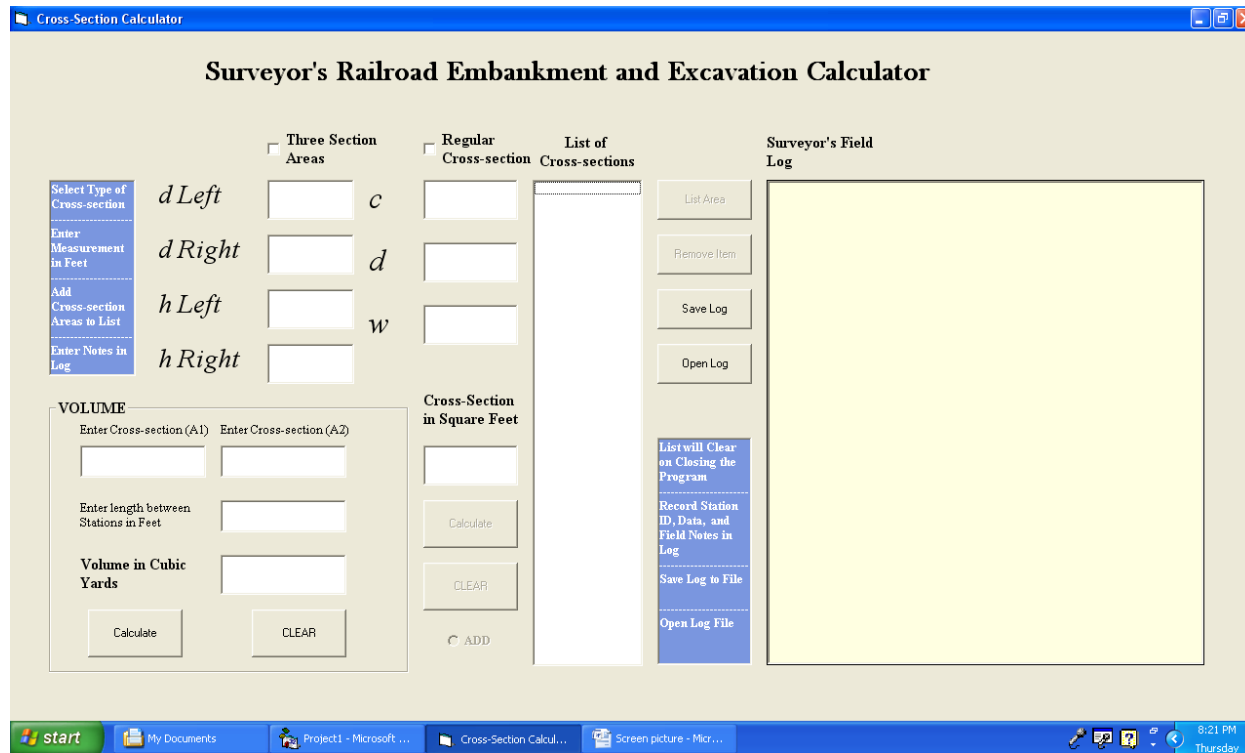 Cross-Section Calculator
Surveyor's Railroad Embankment and Excavation Calculator
Three Section
Areas
Regular
Cross-section
List of
Cross-sections
Surveyor's Field
Log
Select Type of
Cross-section
Enter
Measurement
in Feet
Add
Cross-section
Areas to List
Enter Notes in
Log
d Left
d Right
h Left
h Right
c
d
w
List Area
Remove Item
Save Log
Open Log
VOLUME
Enter Cross-section (A1)
Enter Cross-section (A2)
Enter length between
Stations in Feet
Volume in Cubic
Yards
Calculate
CLEAR
Cross-Section
in Square Feet
Calculate
CLEAR
ADD
List will Clear
on Closing the
Program
Record Station
ID, Data, and
Field Notes in
Log
Save Log to File
Open Log File
start
My Documents
Project1 - Microsoft ...
Cross-Section Calcul...
Screen picture - Micr...
8:21 PM
Thursday